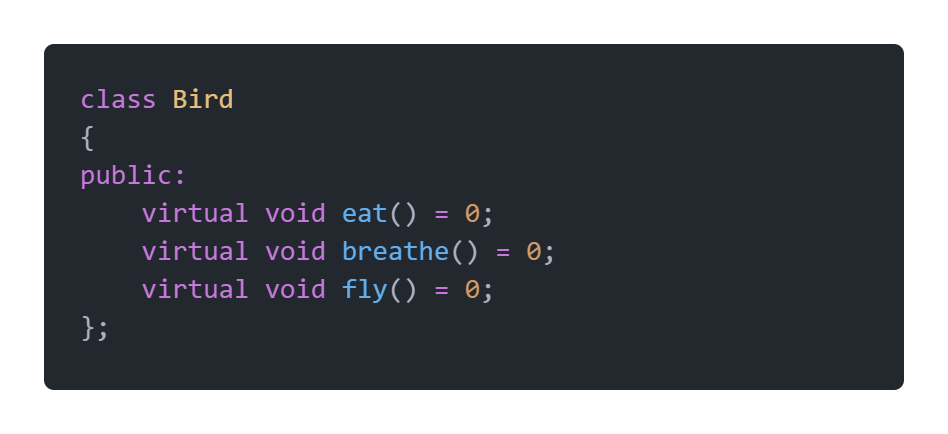 class Bird
{
public:
    virtual void eat() = 0;
    virtual void breathe() = 0;
    virtual void fly() = 0;
};